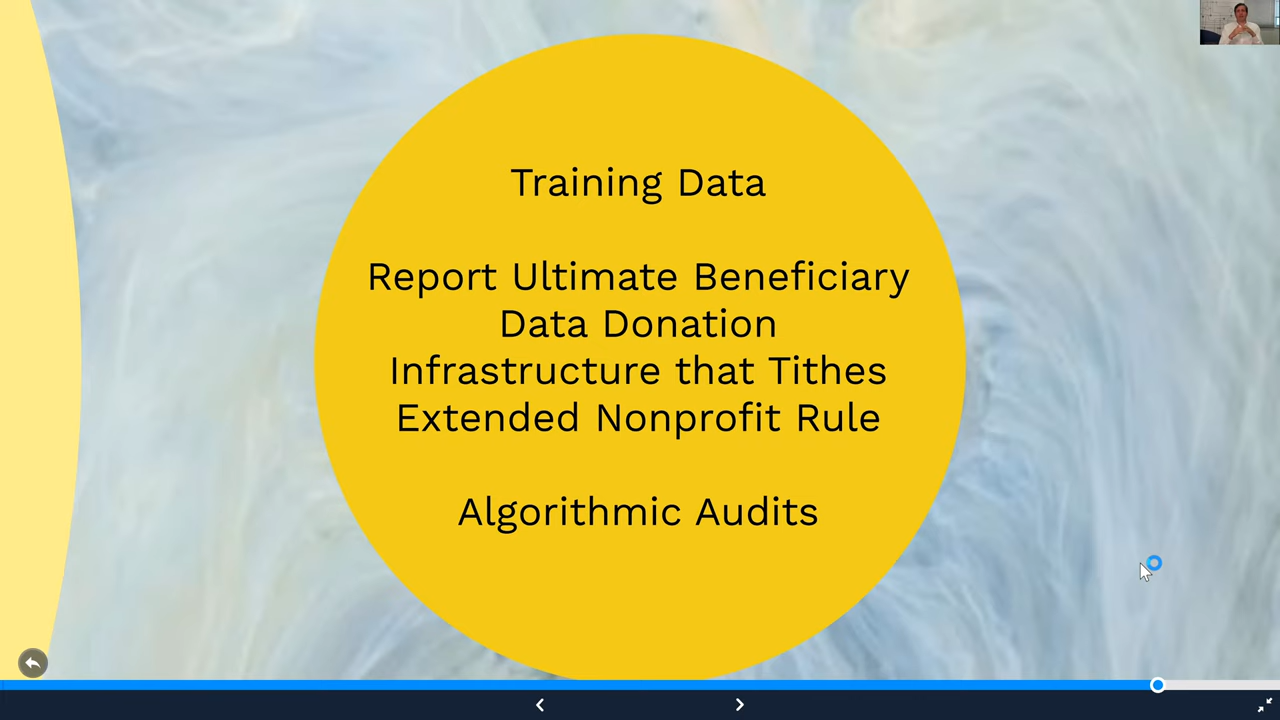 Training Data
Report Ultimate Beneficiary
Data Donation
Infrastructure that Tithes
Extended Nonprofit Rule
Algorithmic Audits